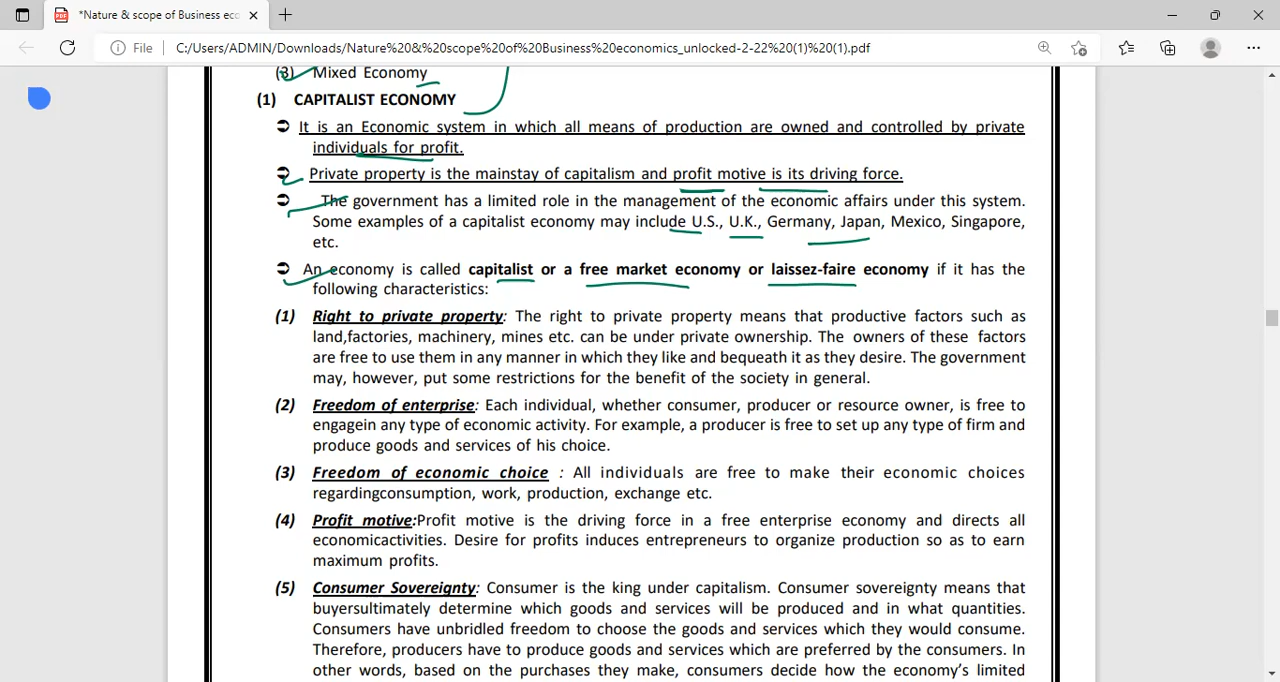 *Nature & scope of Business eco
File
C:/Users/ADMIN/Downloads/Nature%20&%20scope%20of%20Business%20economics_unlocked-2-22%20(1)%20(1).pdf
(3) Mixed Economy
(1) CAPITALIST ECONOMY
It is an Economic system in which all means of production are owned and controlled by private
individuals for profit.
Private property is the mainstay of capitalism and profit motive is its driving force.
The government has a limited role in the management of the economic affairs under this system.
Some examples of a capitalist economy may include U.S., U.K., Germany, Japan, Mexico, Singapore,
etc.
An economy is called capitalist or a free market economy or laissez-faire economy if it has the
following characteristics:
(1) Right to private property: The right to private property means that productive factors such as
land,factories, machinery, mines etc. can be under private ownership. The owners of these factors
are free to use them in any manner in which they like and bequeath it as they desire. The government
may, however, put some restrictions for the benefit of the society in general.
(2) Freedom of enterprise: Each individual, whether consumer, producer or resource owner, is free to
engagein any type of economic activity. For example, a producer is free to set up any type of firm and
produce goods and services of his choice.
(3) Freedom of economic choice : All individuals are free to make their economic choices
regardingconsumption, work, production, exchange etc.
(4) Profit motive:Profit motive is the driving force in a free enterprise economy and directs all
economicactivities. Desire for profits induces entrepreneurs to organize production so as to earn
maximum profits.
(5) Consumer Sovereignty: Consumer is the king under capitalism. Consumer sovereignty means that
buyersultimately determine which goods and services will be produced and in what quantities.
Consumers have unbridled freedom to choose the goods and services which they would consume.
Therefore, producers have to produce goods and services which are preferred by the consumers. In
other words, based on the purchases they make, consumers decide how the economy's limited